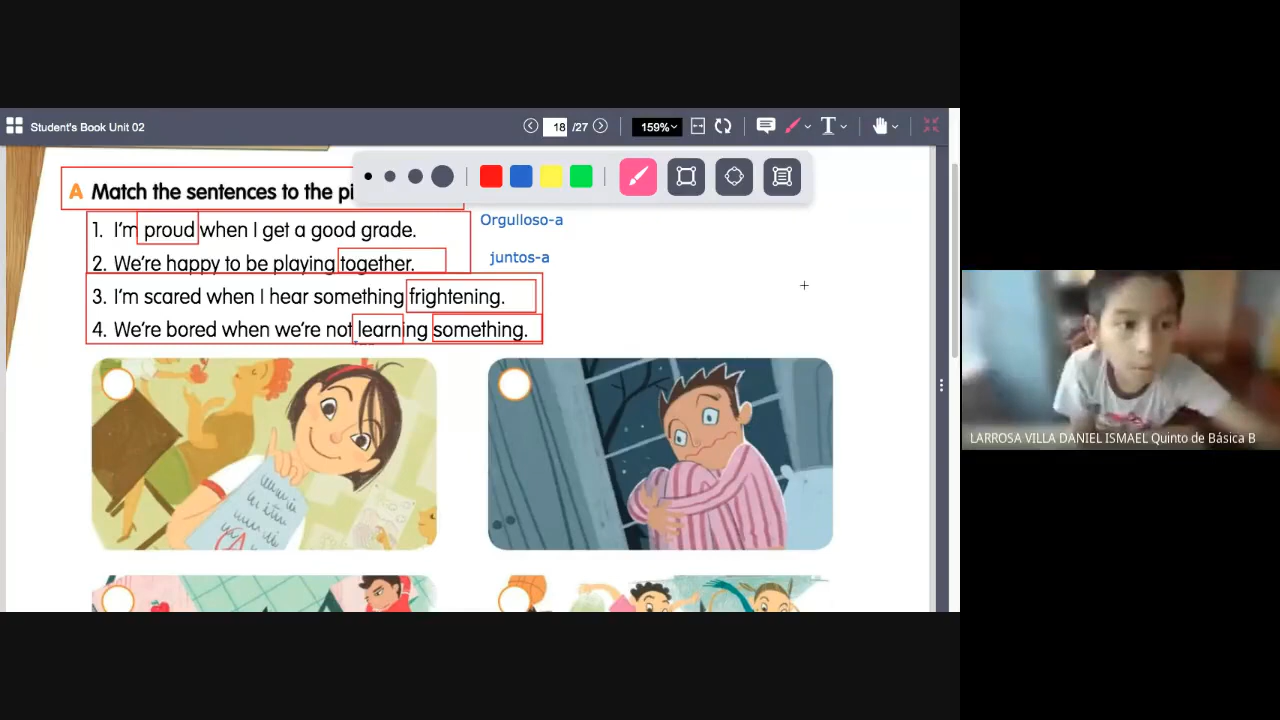 Student's Book Unit 02
18 /27
159%
T
A Match the sentences to the pi
1. I'm proud when I get a good grade.
Orgulloso-a
2. We're happy to be playing together.
juntos-a
3. I'm scared when I hear something frightening.
4. We're bored when we're not learning something.
A
LARROSA VILLA DANIEL ISMAEL Quinto de Básica B